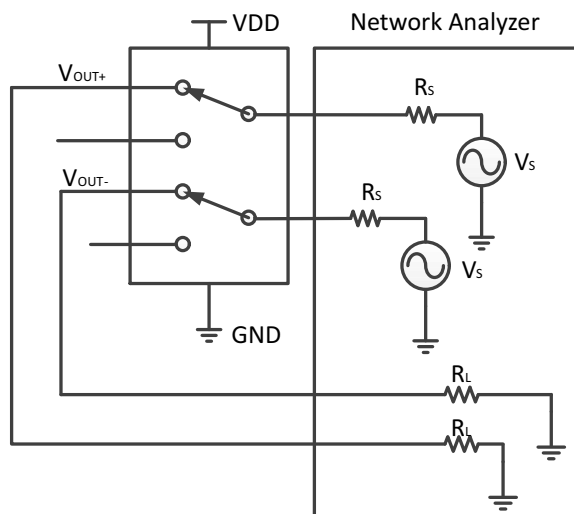 Network Analyzer
VDD
VOUT+
RS
VS
VOUT-
RS
VS
GND
RL
RL